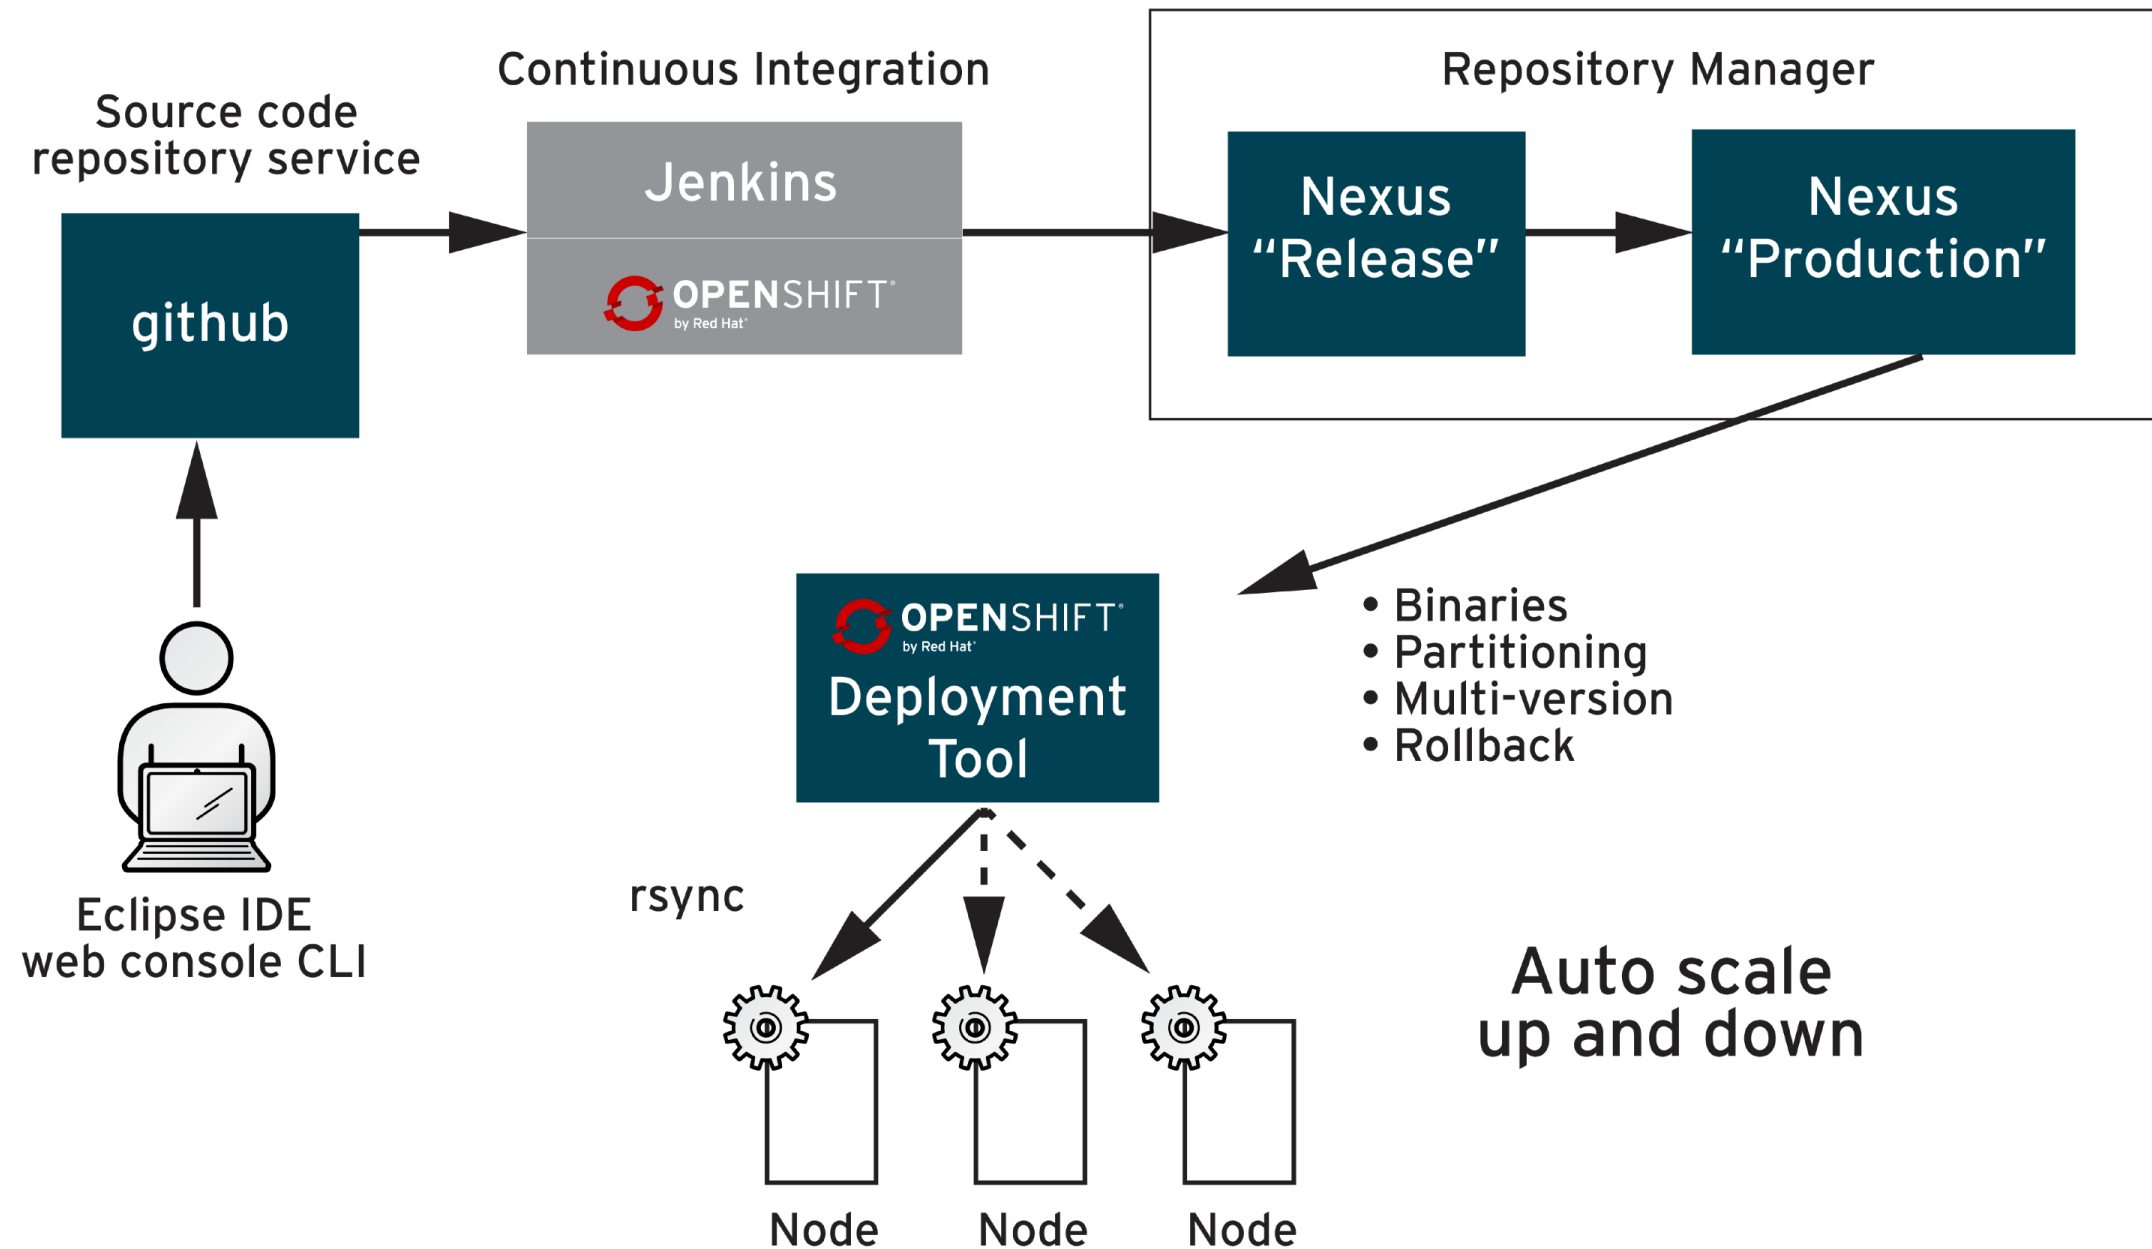 Source code
repository service
github
Eclipse IDE
web console CLI
Continuous Integration
Jenkins
OPENSHIFT®
by Red Hat®
Repository Manager
Nexus
“Release”
Nexus
“Production”
• Binaries
• Partitioning
• Multi-version
• Rollback
OPENSHIFT®
by Red Hat®
Deployment
Tool
rsync
Node
Node
Node
Auto scale
up and down